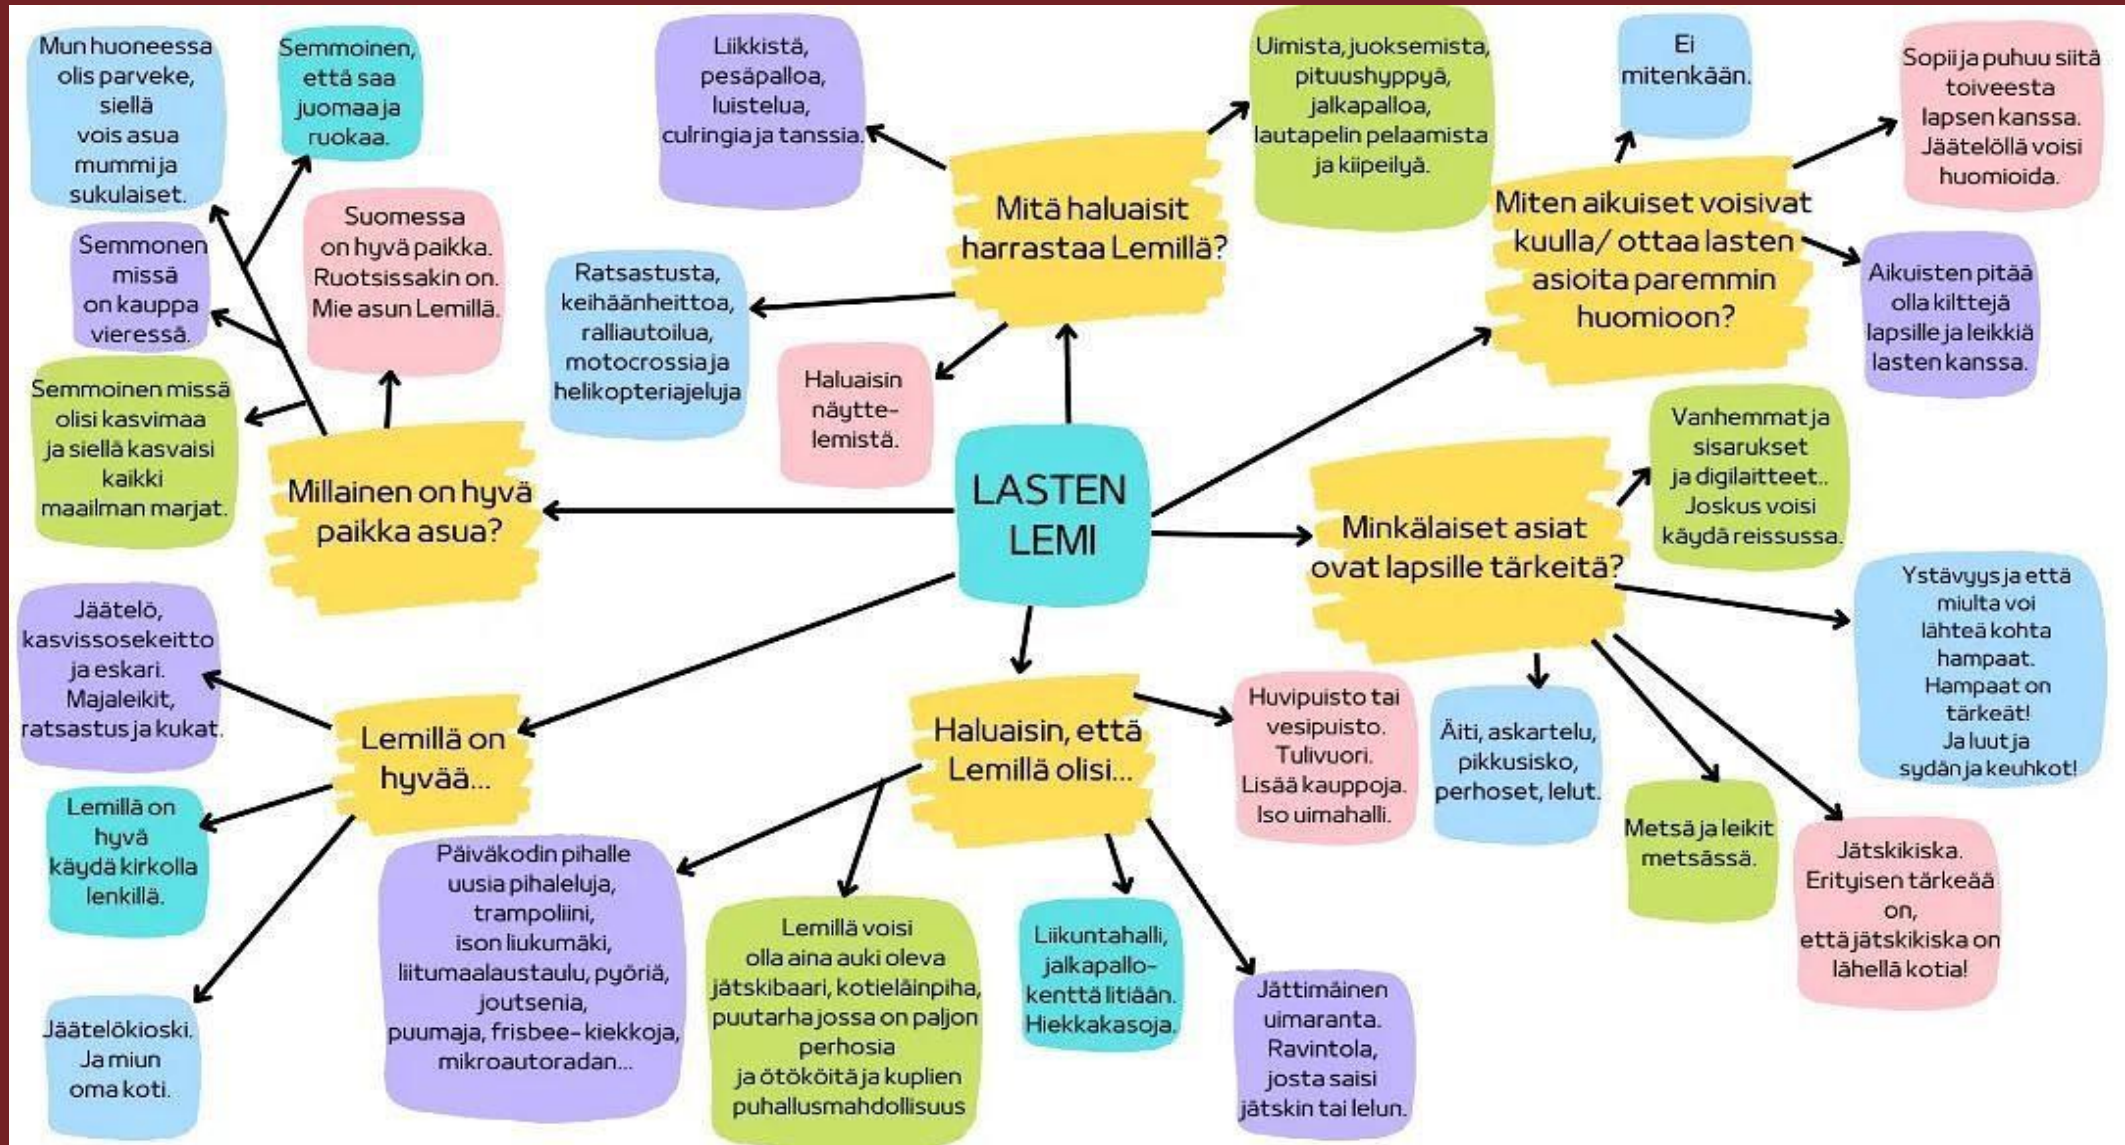 LASTEN
LEMI
Millainen on hyvä
paikka asua?
Mun huoneessa
olis parveke,
siellä
vois asua
mummi ja
sukulaiset.
Semmoinen,
että saa
juomaa ja
ruokaa.
Semmonen
missä
on kauppa
vieressä.
Suomessa
on hyvä paikka.
Ruotsissakin on.
Mie asun Lemillä.
Semmoinen missä
olisi kasvimaa
ja siellä kasvaisi
kaikki
maailman marjat.
Mitä haluaisit
harrastaa Lemillä?
Liikkistä,
pesäpalloa,
luistelua,
culringia ja tanssia.
Uimista, juoksemista,
pituushyppyä,
jalkapalloa,
lautapelin pelaamista
ja kiipeilyä.
Ratsastusta,
keihäänheittoa,
ralliautoilua,
motocrossia ja
helikopteriajeluja
Haluaisin
näytte-
lemistä.
Miten aikuiset voisivat
kuulla/ ottaa lasten
asioita paremmin
huomioon?
Ei
mitenkään.
Sopii ja puhuu siitä
toiveesta
lapsen kanssa.
Jäätelöllä voisi
huomioida.
Aikuisten pitää
olla kilttejä
lapsille ja leikkiä
lasten kanssa.
Minkälaiset asiat
ovat lapsille tärkeitä?
Vanhemmat ja
sisarukset
ja digilaitteet..
Joskus voisi
käydä reissussa.
Ystävyys ja että
miulta voi
lähteä kohta
hampaat.
Hampaat on
tärkeät!
Ja luut ja
sydän ja keuhkot!
Äiti, askartelu,
pikkusisko,
perhoset, lelut.
Metsä ja leikit
metsässä.
Jätskikiska.
Erityisen tärkeää
on,
että jätskikiska on
lähellä kotia!
Lemillä on
hyvää...
Jäätelö,
kasvissosekeitto
ja eskari.
Majaleikit,
ratsastus ja kukat.
Lemillä on
hyvä
käydä kirkolla
lenkillä.
Jäätelökioski.
Ja miun
oma koti.
Haluaisin, että
Lemillä olisi...
Huvipuisto tai
vesipuisto.
Tulivuori.
Lisää kauppoja.
Iso uimahalli.
Päiväkodin pihalle
uusia pihaleluja,
trampoliini,
ison liukumäki,
liitumaalaustaulu, pyöriä,
joutsenia,
puumaja, frisbee-kiekkoja,
mikroautoradan...
Lemillä voisi
olla aina auki oleva
jätskibaari, kotieläinpiha,
puutarha jossa on paljon
perhosia
ja ötököitä ja kuplien
puhallusmahdollisuus
Liikuntahalli,
jalkapallo-
kenttä litiään.
Hiekkakasoja.
Jättimäinen
uimaranta.
Ravintola,
josta saisi
jätskin tai lelun.